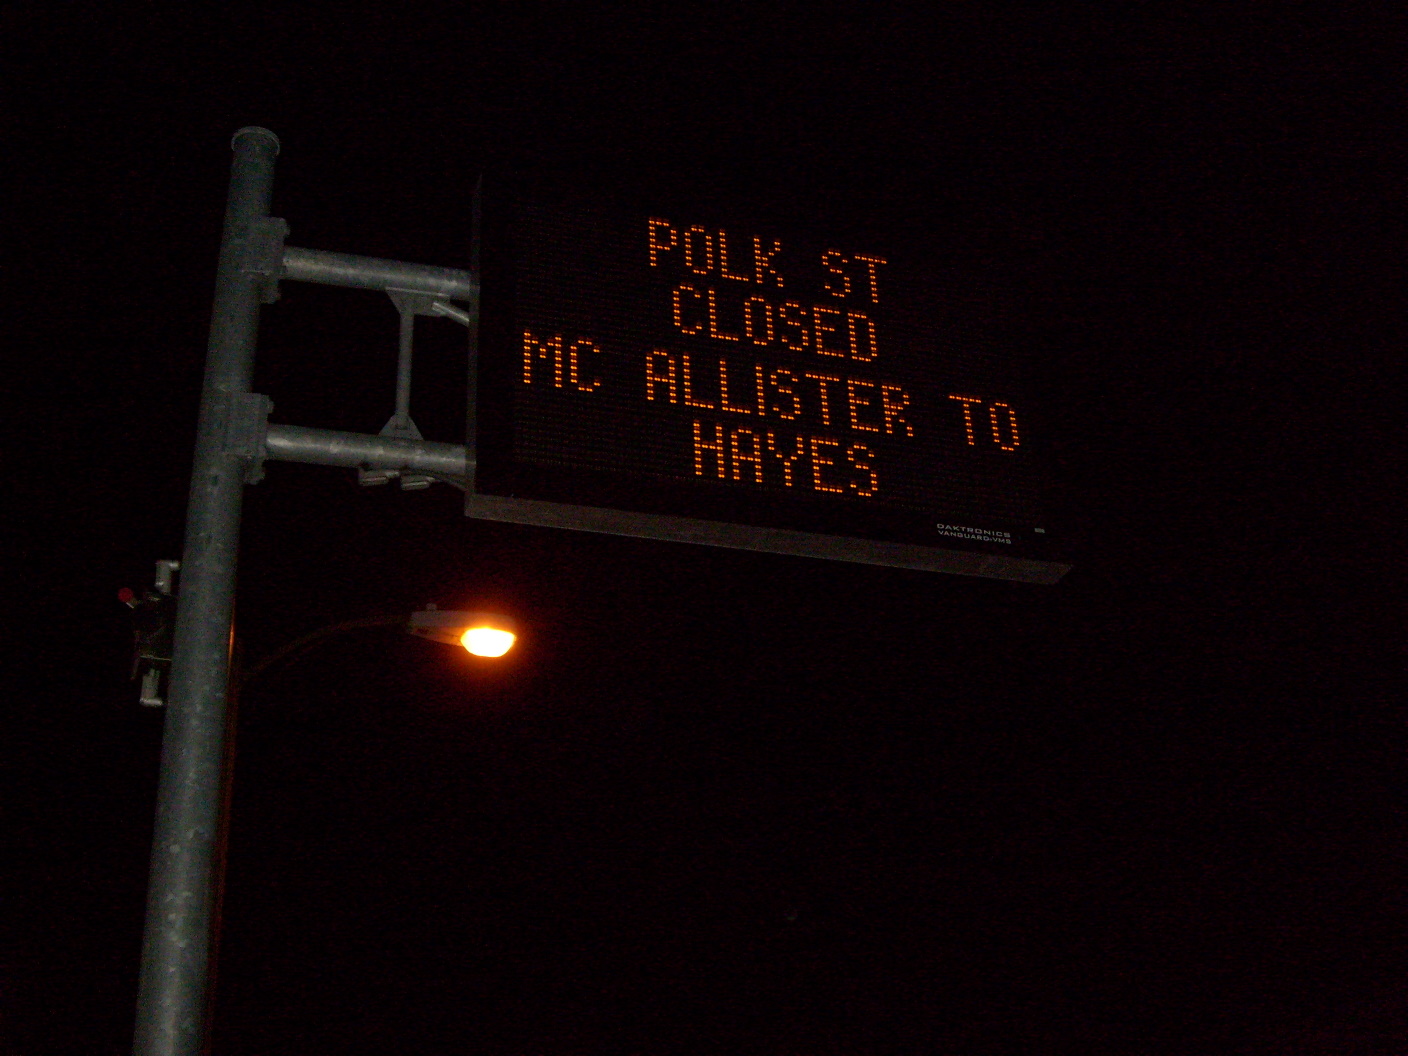 POLK ST
CLOSED
MC ALLISTER TO
HAYES
DAKTRONICS
VANGUARD-VMS